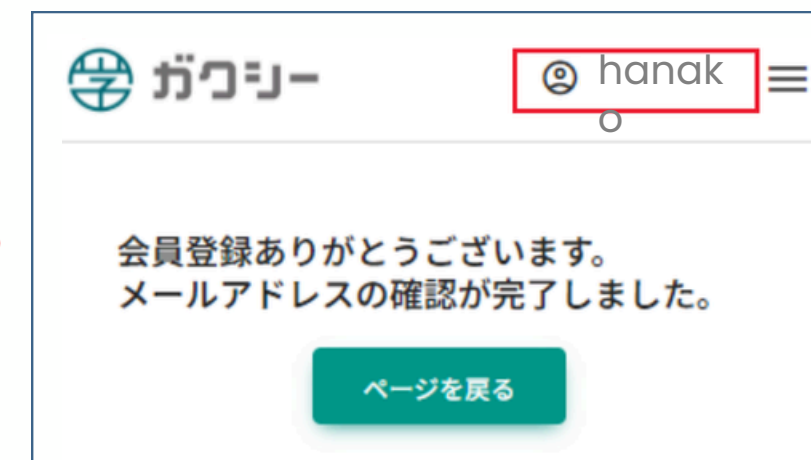 ガクシー
hanak
o
会員登録ありがとうございます。
メールアドレスの確認が完了しました。
ページを戻る